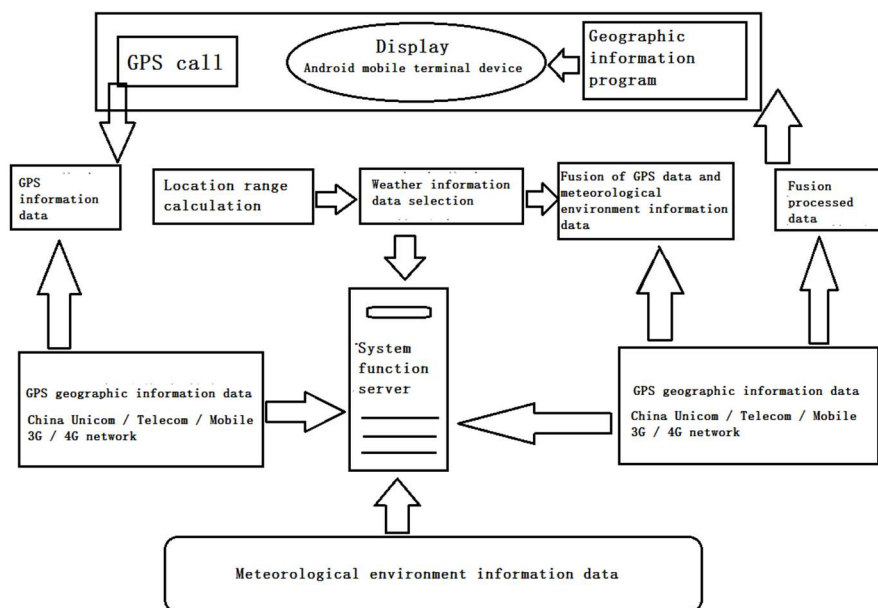 GPS call
Display
Android mobile terminal device
Geographic
information
program
GPS
information
data
Location range
calculation
Weather information
data selection
Fusion of GPS data and
meteorological
environment information
data
Fusion
processed
data
System
function
server
GPS geographic information data
China Unicom / Telecom / Mobile
3G / 4G network
GPS geographic information data
China Unicom / Telecom / Mobile
3G / 4G network
Meteorological environment information data